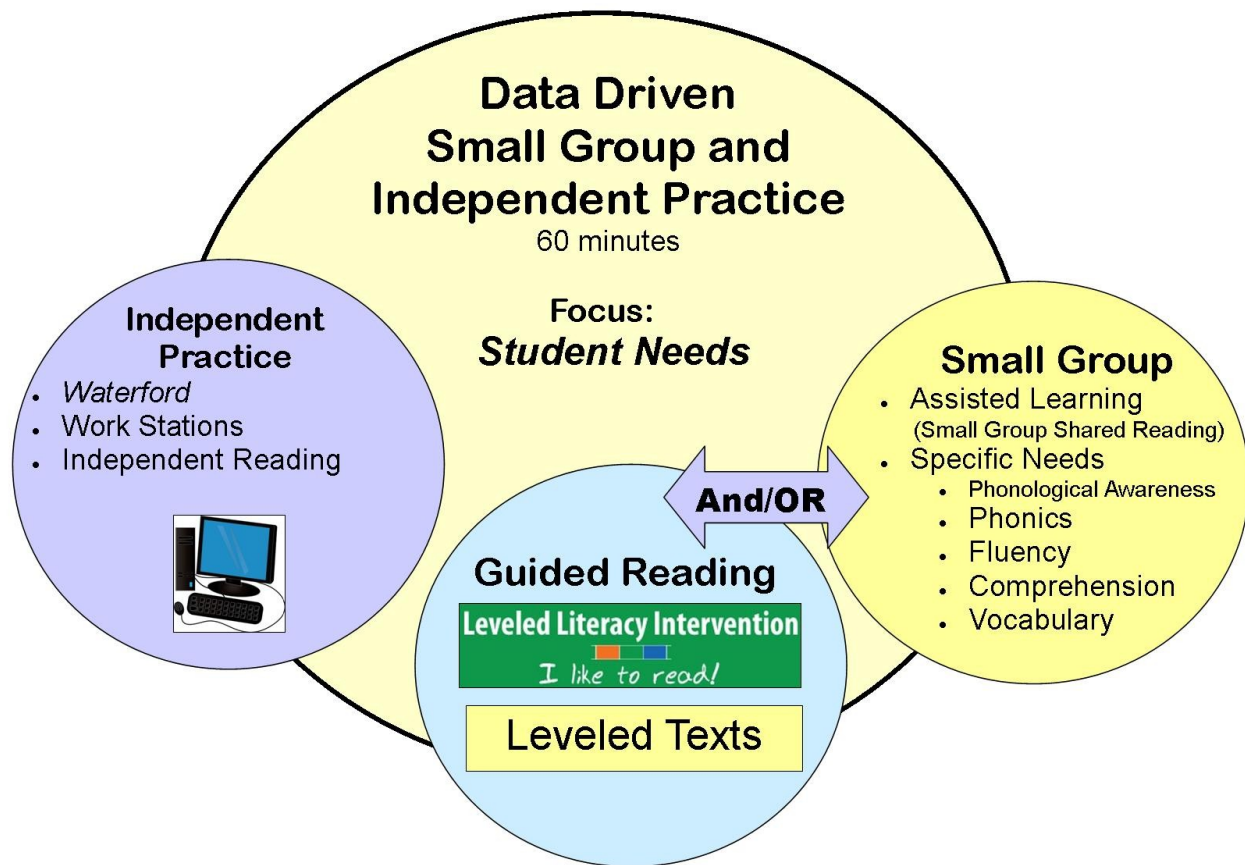 Data Driven
Small Group and
Independent Practice
60 minutes
Focus:
Student Needs
Independent
Practice
• Waterford
• Work Stations
• Independent Reading
And/OR
Guided Reading
Leveled Literacy Intervention
I like to read!
Leveled Texts
Small Group
• Assisted Learning
(Small Group Shared Reading)
• Specific Needs
• Phonological Awareness
• Phonics
• Fluency
• Comprehension
• Vocabulary